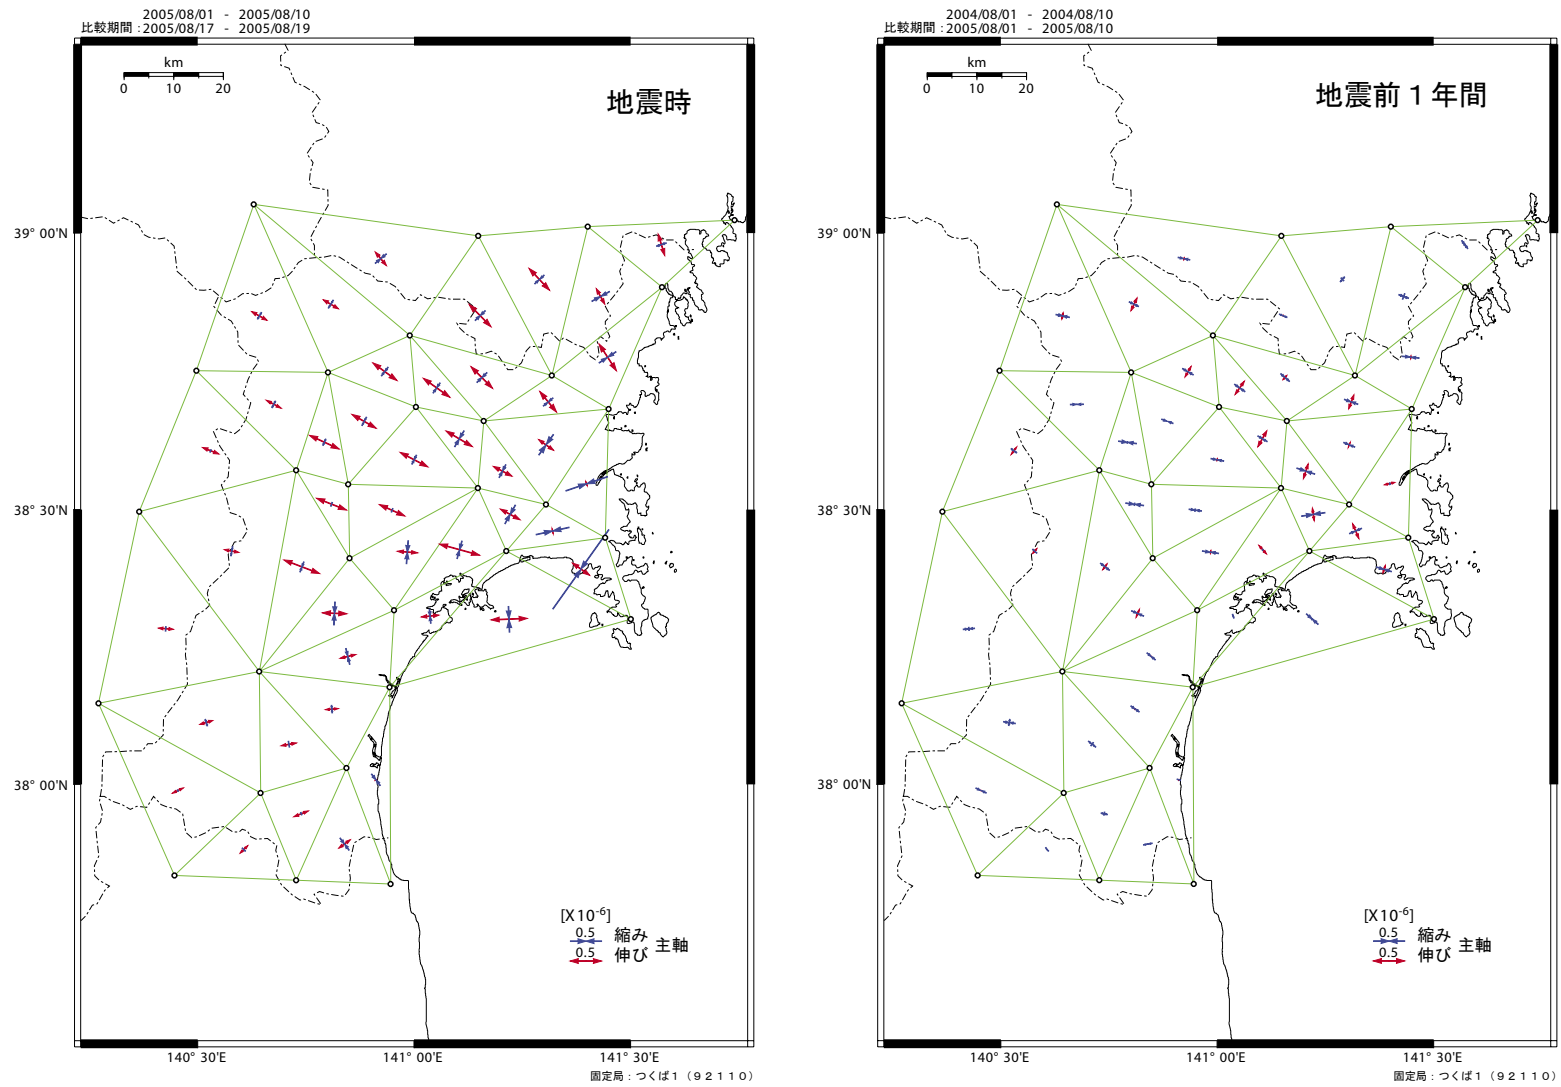 2005/08/01 - 2005/08/10
比較期間：2005/08/17 - 2005/08/19
km
0 10 20
地震時
39° 00'N
38° 30'N
38° 00'N
[X10-6]
0.5 縮み
0.5 伸び
主軸
140° 30'E 141° 00'E 141° 30'E
固定局：つくば１（９２１１０）
2004/08/01 - 2004/08/10
比較期間：2005/08/01 - 2005/08/10
km
0 10 20
地震前１年間
39° 00'N
38° 30'N
38° 00'N
[X10-6]
0.5 縮み
0.5 伸び
主軸
140° 30'E 141° 00'E 141° 30'E
固定局：つくば１（９２１１０）